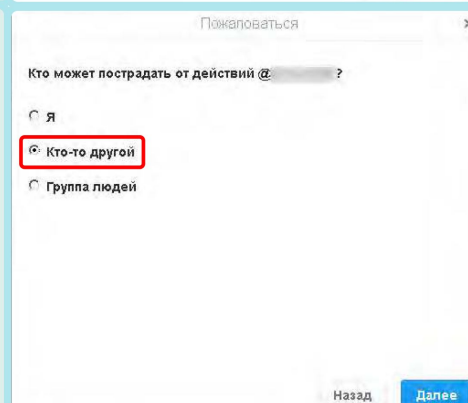 Пожаловаться
Кто может пострадать от действий @ ?
Я
Кто-то другой
Группа людей
Назад Далее